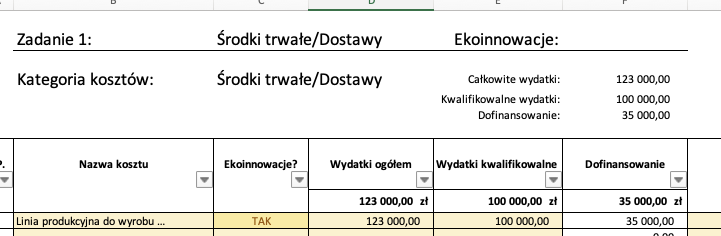 B C D E F
Zadanie 1: Środki trwałe/Dostawy Ekoinnowacje:
Kategoria kosztów: Środki trwałe/Dostawy
Całkowite wydatki: 123 000,00
Kwalifikowalne wydatki: 100 000,00
Dofinansowanie: 35 000,00
P. Nazwa kosztu Ekoinnowacje? Wydatki ogółem Wydatki kwalifikowalne Dofinansowanie
123 000,00 zł 100 000,00 zł 35 000,00 zł
Linia produkcyjna do wyrobu ... TAK 123 000,00 100 000,00 35 000,00
0,00